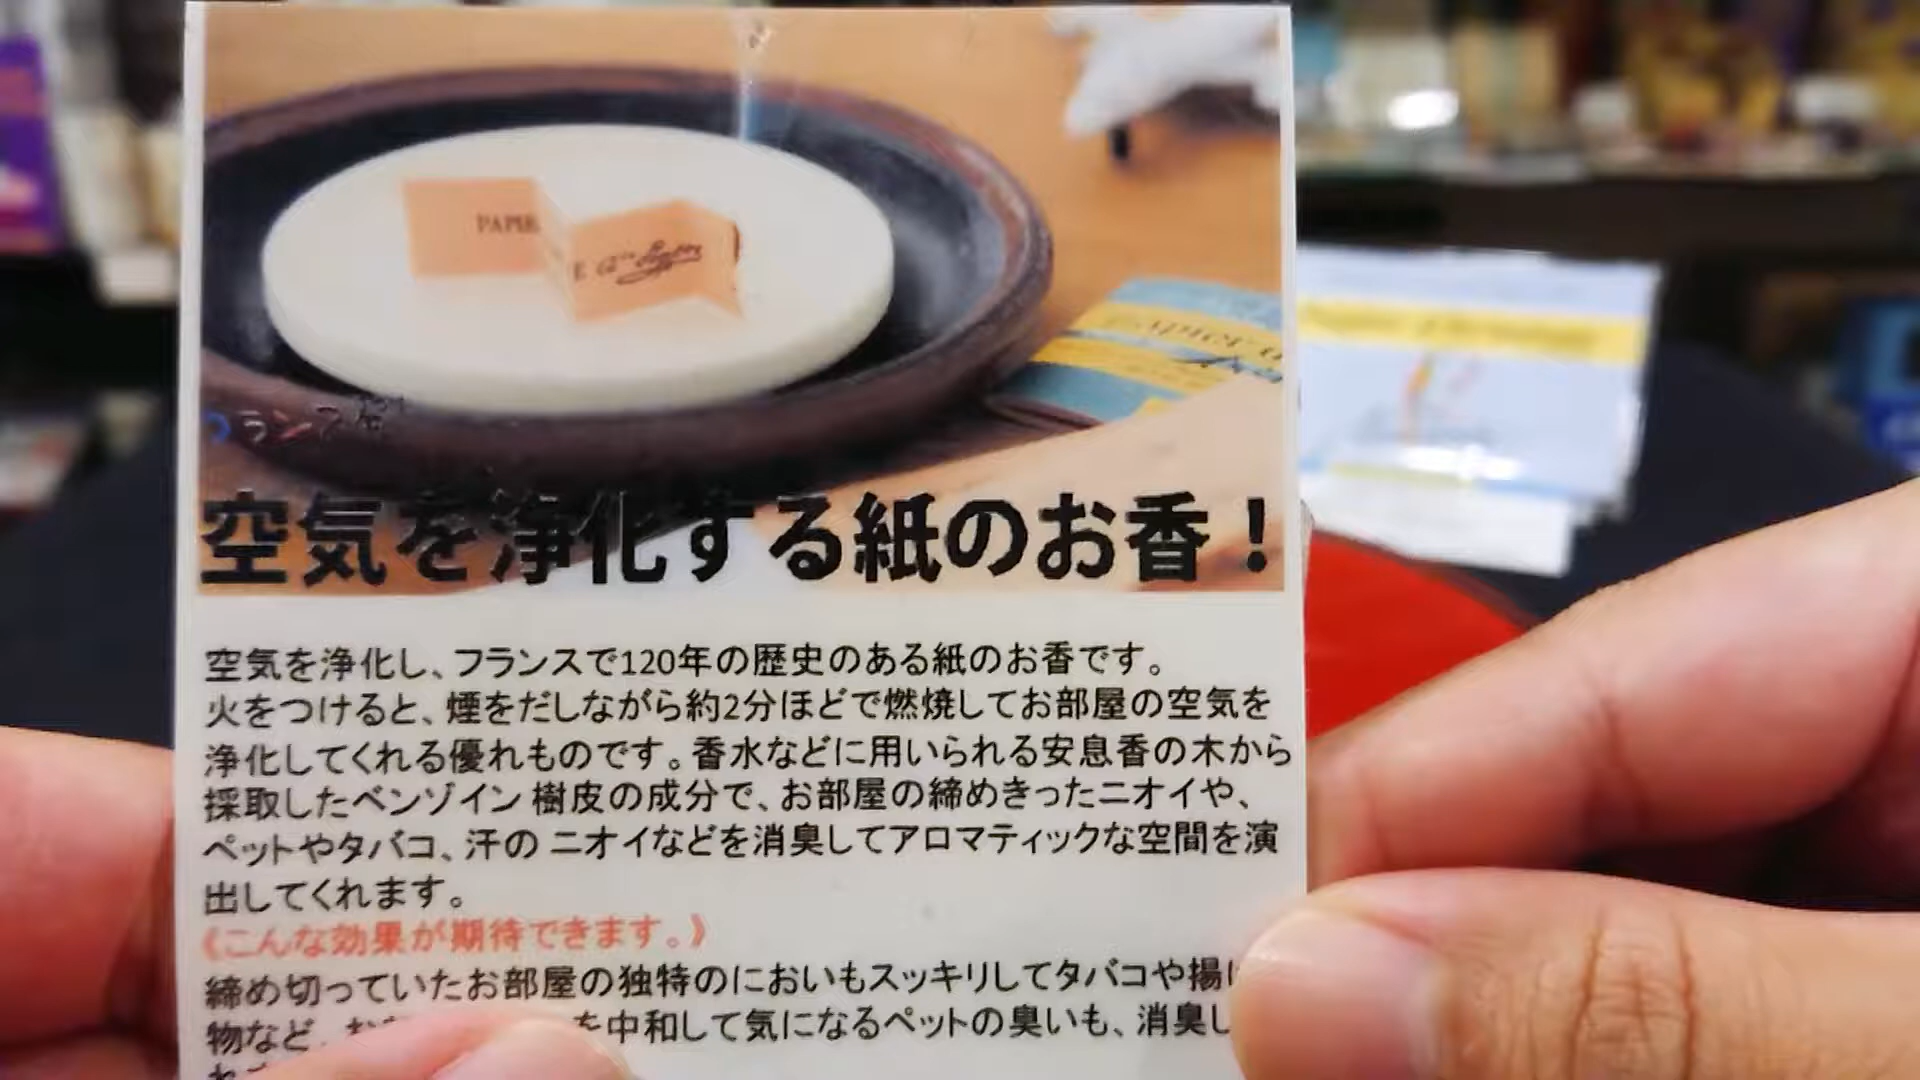 PAPIE
フランス
空気を浄化する紙のお香！
空気を浄化し、フランスで120年の歴史のある紙のお香です。
火をつけると、煙をだしながら約2分ほどで燃焼してお部屋の空気を
浄化してくれる優れものです。香水などに用いられる安息香の木から
採取したベンゾイン樹皮の成分で、お部屋の締めきったニオイや、
ペットやタバコ、汗の ニオイなどを消臭してアロマティックな空間を演
出してくれます。
《こんな効果が期待できます。》
締め切っていたお部屋の独特のにおいもスッキリしてタバコや揚げ
物など、 を中和して気になるペットの臭いも、消臭し